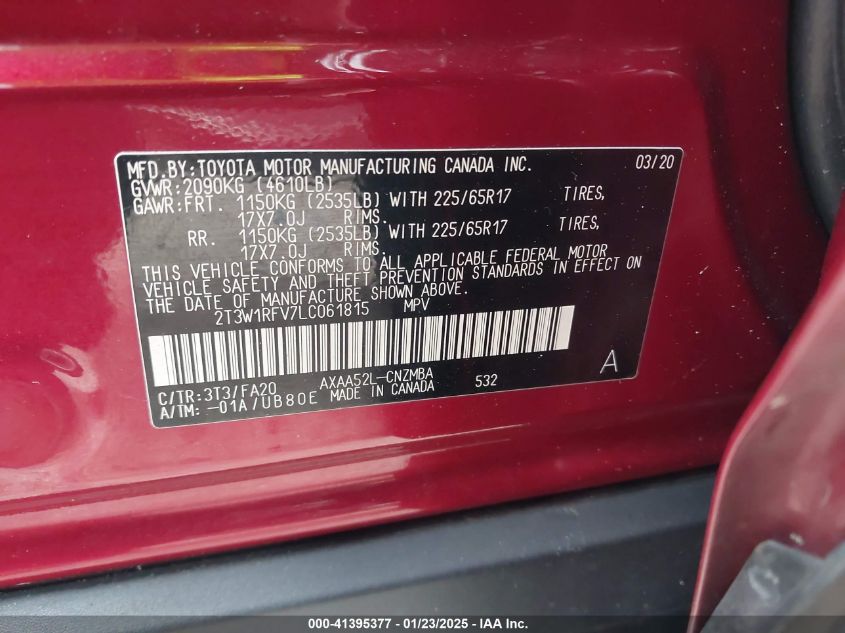 MFD.BY:TOYOTA MOTOR MANUFACTURING CANADA INC. 03/20
GVWR:2090KG (4610LB)
GAWR:FRT. 1150KG (2535LB) WITH 225/65R17 TIRES,
17X7.0J RIMS.
RR. 1150KG (2535LB) WITH 225/65R17 TIRES,
17X7.0J RIMS.
THIS VEHICLE CONFORMS TO ALL APPLICABLE FEDERAL MOTOR
VEHICLE SAFETY AND THEFT PREVENTION STANDARDS IN EFFECT ON
THE DATE OF MANUFACTURE SHOWN ABOVE.
2T3W1RFV7LC061815 MPV
A
C/TR:3T3/FA20 AXAA52L-CNZMBA 532
A/TM:-01A/UB80E MADE IN CANADA
000-41395377 - 01/23/2025 - IAA Inc.